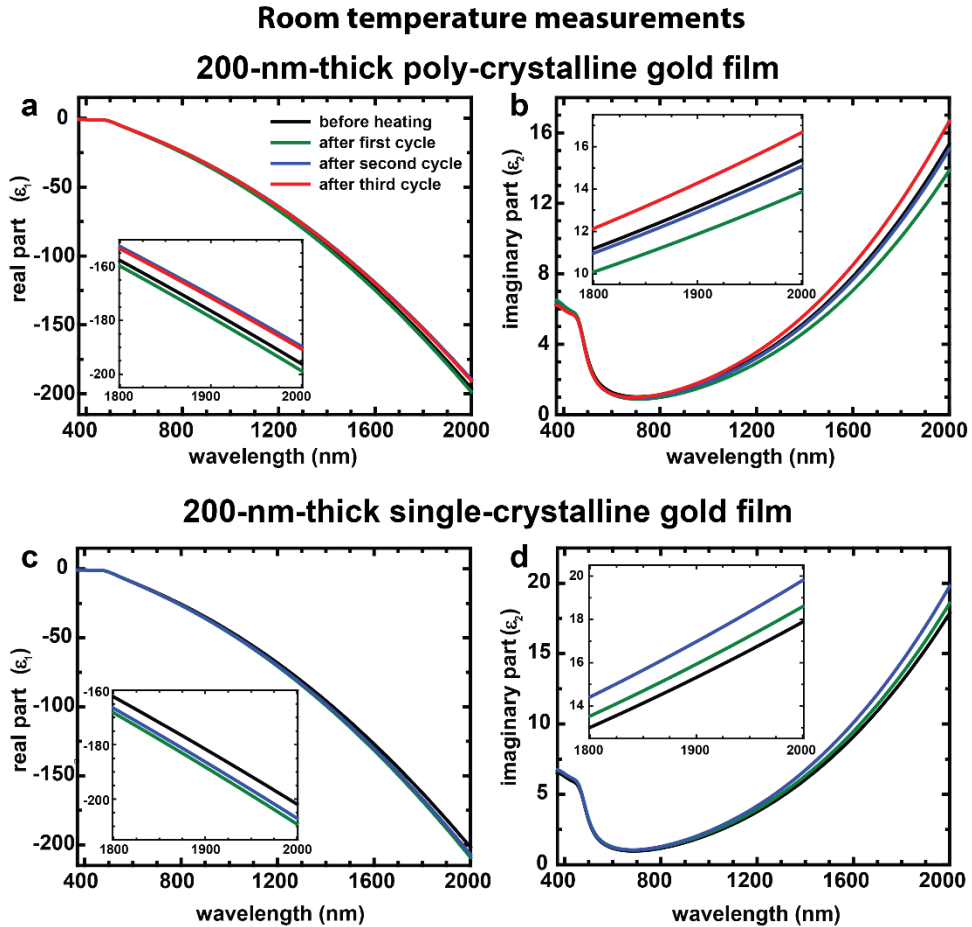 Room temperature measurements
200-nm-thick poly-crystalline gold film
a
0
-50
-100
-150
-200
real part (ε₁)
before heating
after first cycle
after second cycle
after third cycle
-160
-180
-200
1800 1900 2000
400 800 1200 1600 2000
wavelength (nm)
b
16
12
8
4
0
imaginary part (ε₂)
16
14
12
10
1800 1900 2000
400 800 1200 1600 2000
wavelength (nm)
200-nm-thick single-crystalline gold film
c
0
-50
-100
-150
-200
real part (ε₁)
-160
-180
-200
1800 1900 2000
400 800 1200 1600 2000
wavelength (nm)
d
20
15
10
5
0
imaginary part (ε₂)
20
18
16
14
1800 1900 2000
400 800 1200 1600 2000
wavelength (nm)